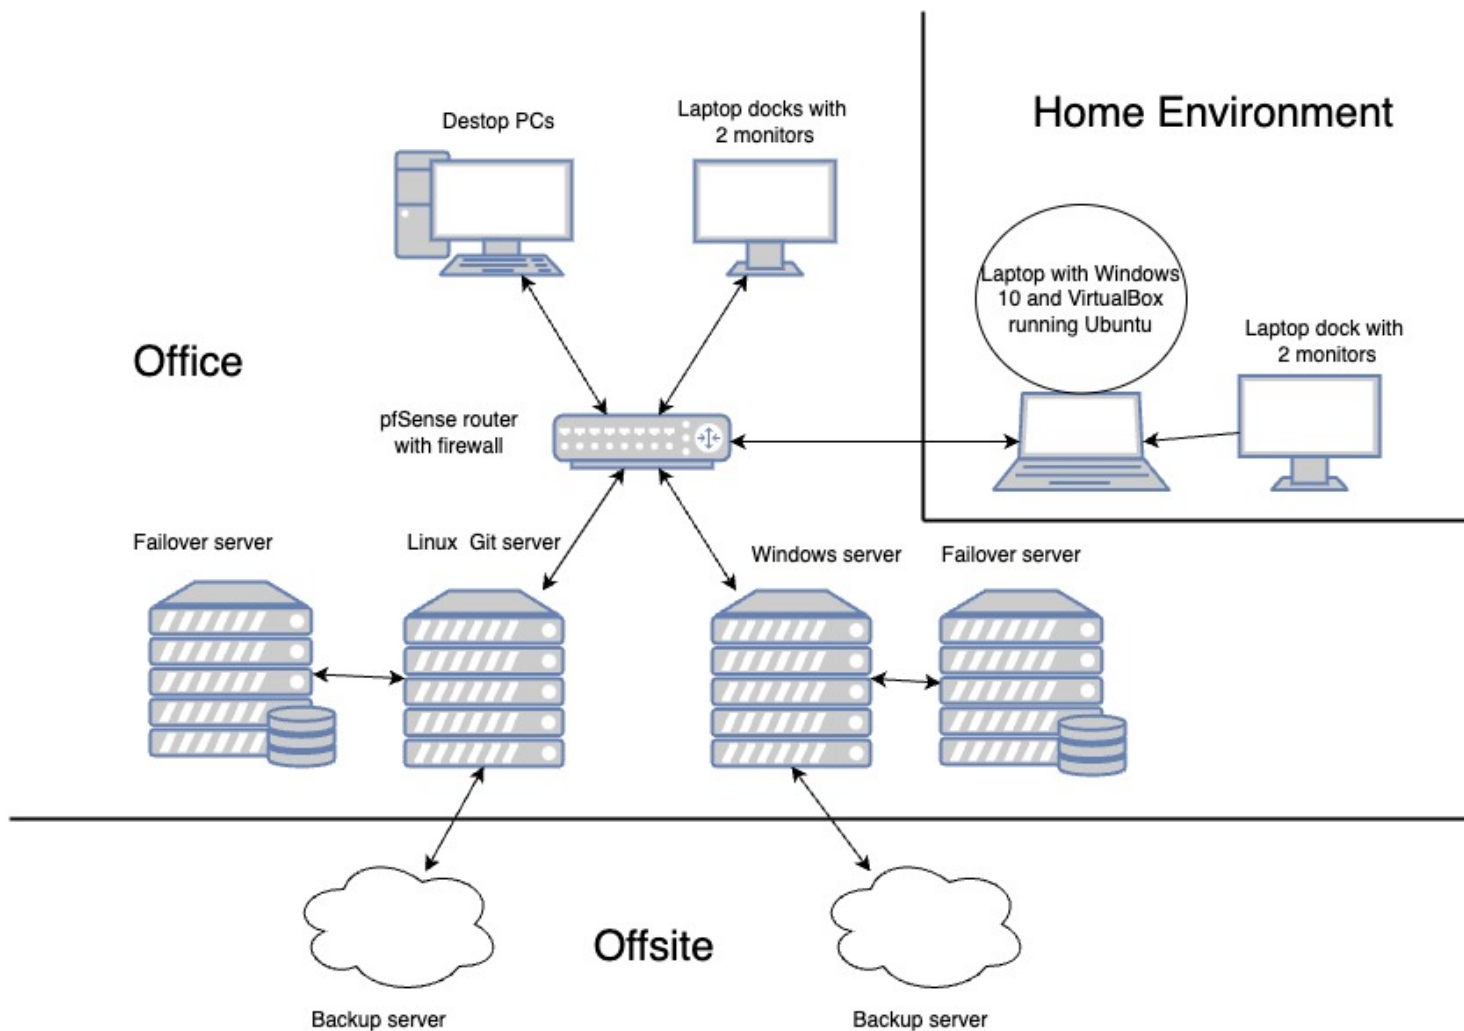 Destop PCs
Laptop docks with
2 monitors
Home Environment
Laptop with Windows
10 and VirtualBox
running Ubuntu
Laptop dock with
2 monitors
Office
pfSense router
with firewall
Failover server
Linux  Git server
Windows server
Failover server
Offsite
Backup server
Backup server